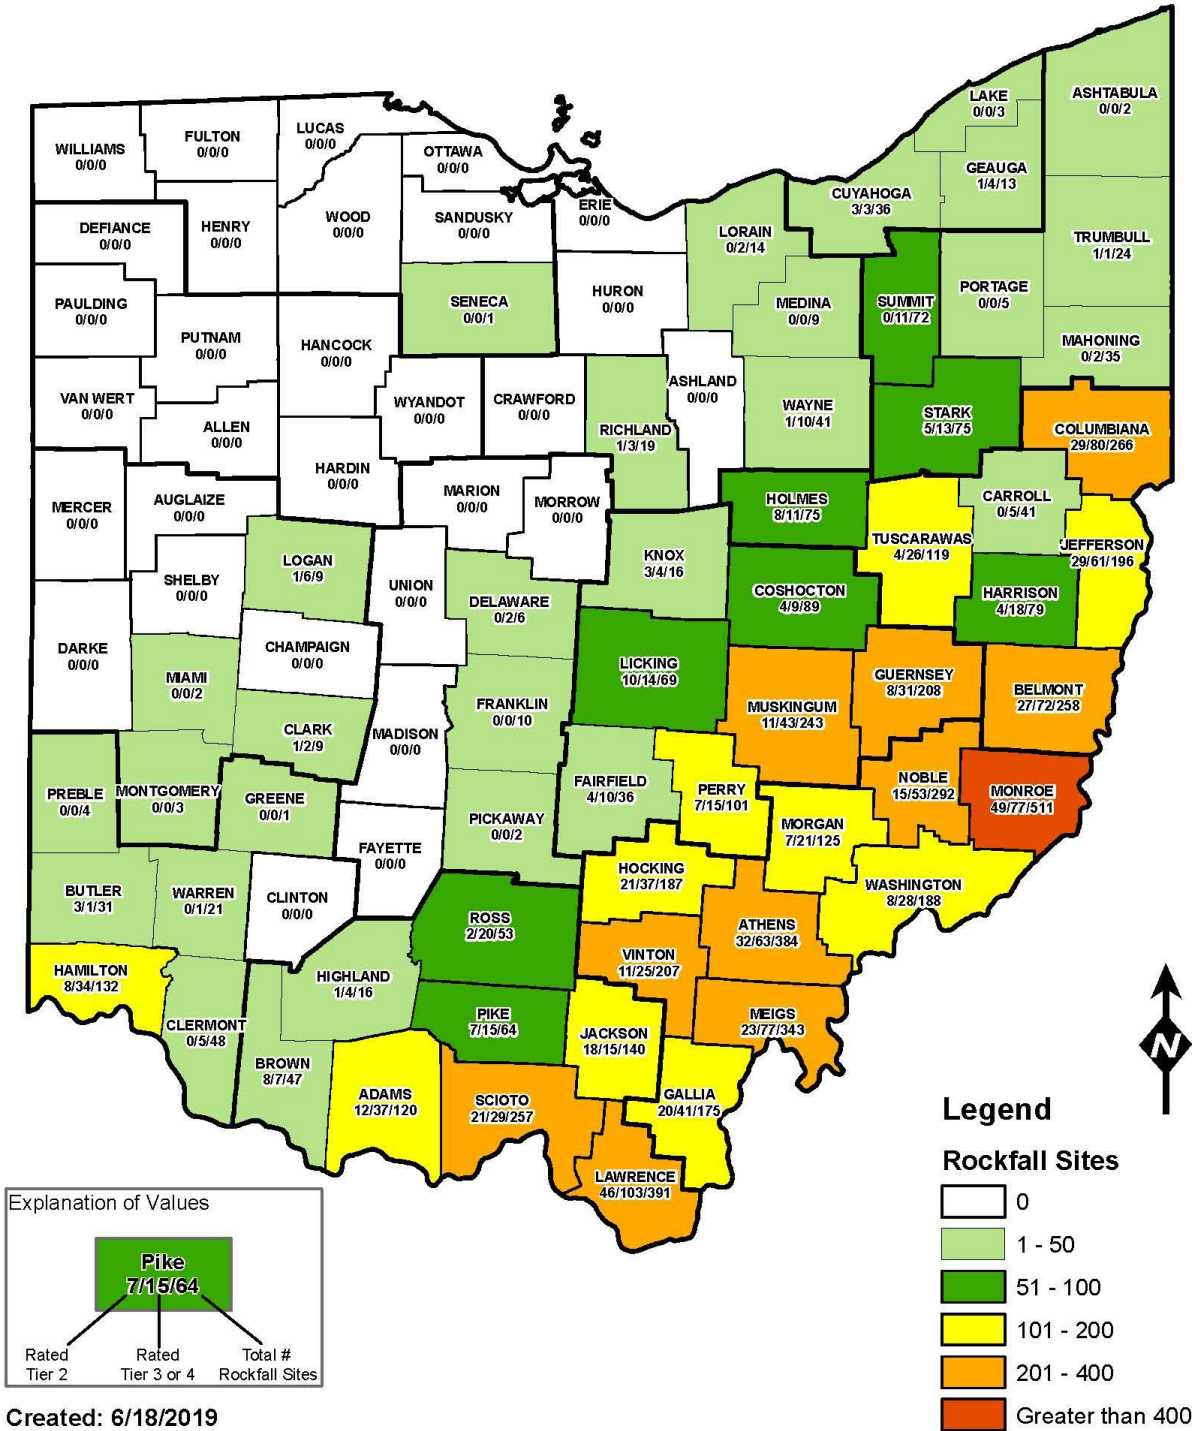 LAKE
0/0/3
ASHTABULA
0/0/2
WILLIAMS
0/0/0
FULTON
0/0/0
LUCAS
0/0/0
OTTAWA
0/0/0
GEAUGA
1/4/13
CUYAHOGA
3/3/36
DEFIANCE
0/0/0
HENRY
0/0/0
WOOD
0/0/0
SANDUSKY
0/0/0
ERIE
0/0/0
LORAIN
0/2/14
TRUMBULL
1/1/24
PAULDING
0/0/0
PUTNAM
0/0/0
HANCOCK
0/0/0
SENECA
0/0/1
HURON
0/0/0
MEDINA
0/0/9
SUMMIT
0/11/72
PORTAGE
0/0/5
MAHONING
0/2/35
VAN WERT
0/0/0
ALLEN
0/0/0
WYANDOT
0/0/0
CRAWFORD
0/0/0
RICHLAND
1/3/19
ASHLAND
0/0/0
WAYNE
1/10/41
STARK
5/13/75
COLUMBIANA
29/80/266
MERCER
0/0/0
AUGLAIZE
0/0/0
HARDIN
0/0/0
MARION
0/0/0
MORROW
0/0/0
HOLMES
8/11/75
CARROLL
0/5/41
TUSCARAWAS
4/26/119
JEFFERSON
29/61/196
SHELBY
0/0/0
LOGAN
1/6/9
UNION
0/0/0
DELAWARE
0/2/6
KNOX
3/4/16
COSHOCTON
4/9/89
HARRISON
4/18/79
DARKE
0/0/0
MIAMI
0/0/2
CHAMPAIGN
0/0/0
LICKING
10/14/69
MUSKINGUM
11/43/243
GUERNSEY
8/31/208
BELMONT
27/72/258
CLARK
1/2/9
MADISON
0/0/0
FRANKLIN
0/0/10
PREBLE
0/0/4
MONTGOMERY
0/0/3
GREENE
0/0/1
PICKAWAY
0/0/2
FAIRFIELD
4/10/36
PERRY
7/15/101
MORGAN
7/21/125
NOBLE
15/53/292
MONROE
49/77/511
FAYETTE
0/0/0
BUTLER
3/1/31
WARREN
0/1/21
CLINTON
0/0/0
ROSS
2/20/53
HOCKING
21/37/187
ATHENS
32/63/384
WASHINGTON
8/28/188
HAMILTON
8/34/132
HIGHLAND
1/4/16
VINTON
11/25/207
CLERMONT
0/5/48
PIKE
7/15/64
JACKSON
18/15/140
MEIGS
23/77/343
BROWN
8/7/47
ADAMS
12/37/120
SCIOTO
21/29/257
GALLIA
20/41/175
LAWRENCE
46/103/391
N
Legend
Rockfall Sites
0
1 - 50
51 - 100
101 - 200
201 - 400
Greater than 400
Explanation of Values
Pike
7/15/64
Rated
Tier 2
Rated
Tier 3 or 4
Total #
Rockfall Sites
Created: 6/18/2019